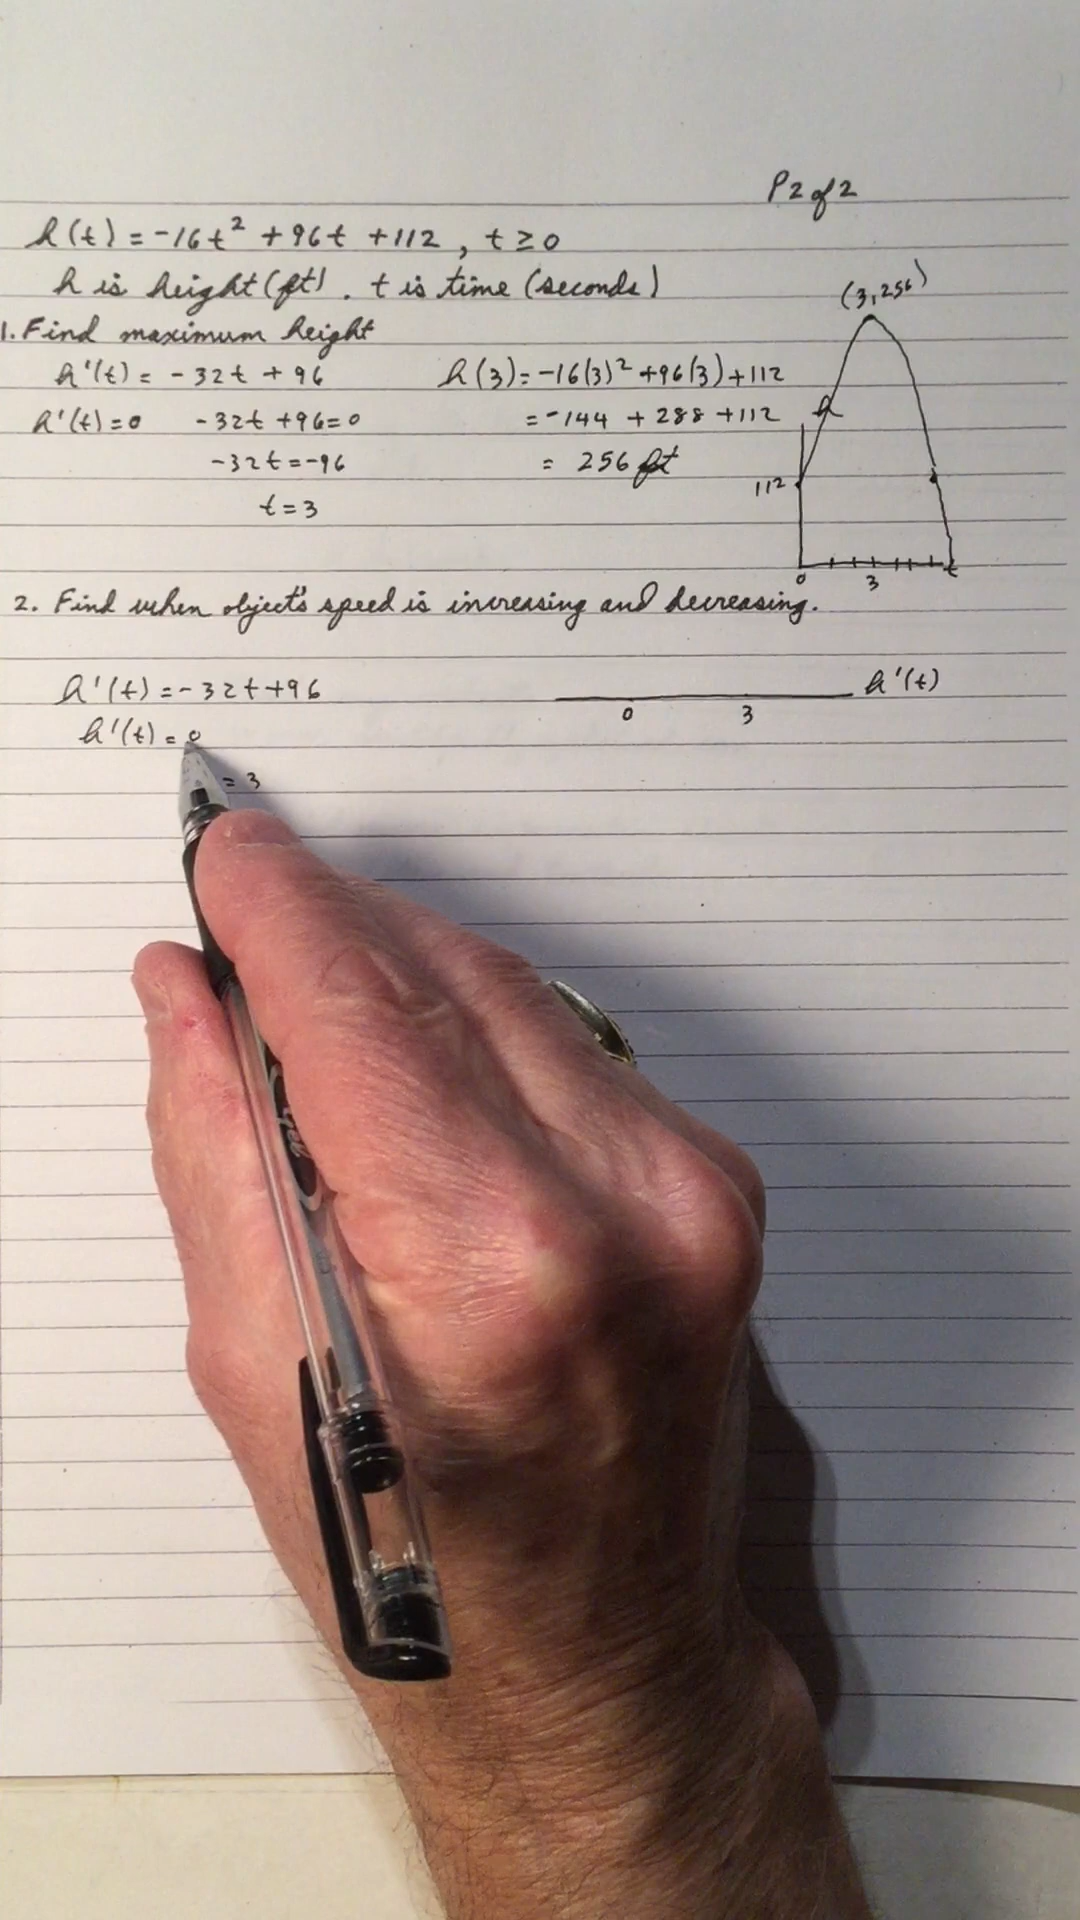 P2 of 2
h(t) = -16t² + 96t + 112, t ≥ 0
h is height (ft). t is time (seconds)
1. Find maximum height
h'(t) = -32t + 96
h'(t) = 0 -32t + 96 = 0
-32t = -96
t = 3
h(3) = -16(3)² + 96(3) + 112
= -144 + 288 + 112
= 256 ft
(3, 256)
h
112
0 3 t
2. Find when object's speed is increasing and decreasing.
h'(t) = -32t + 96
h'(t) = 0
= 3
h'(t)
0 3
Gel